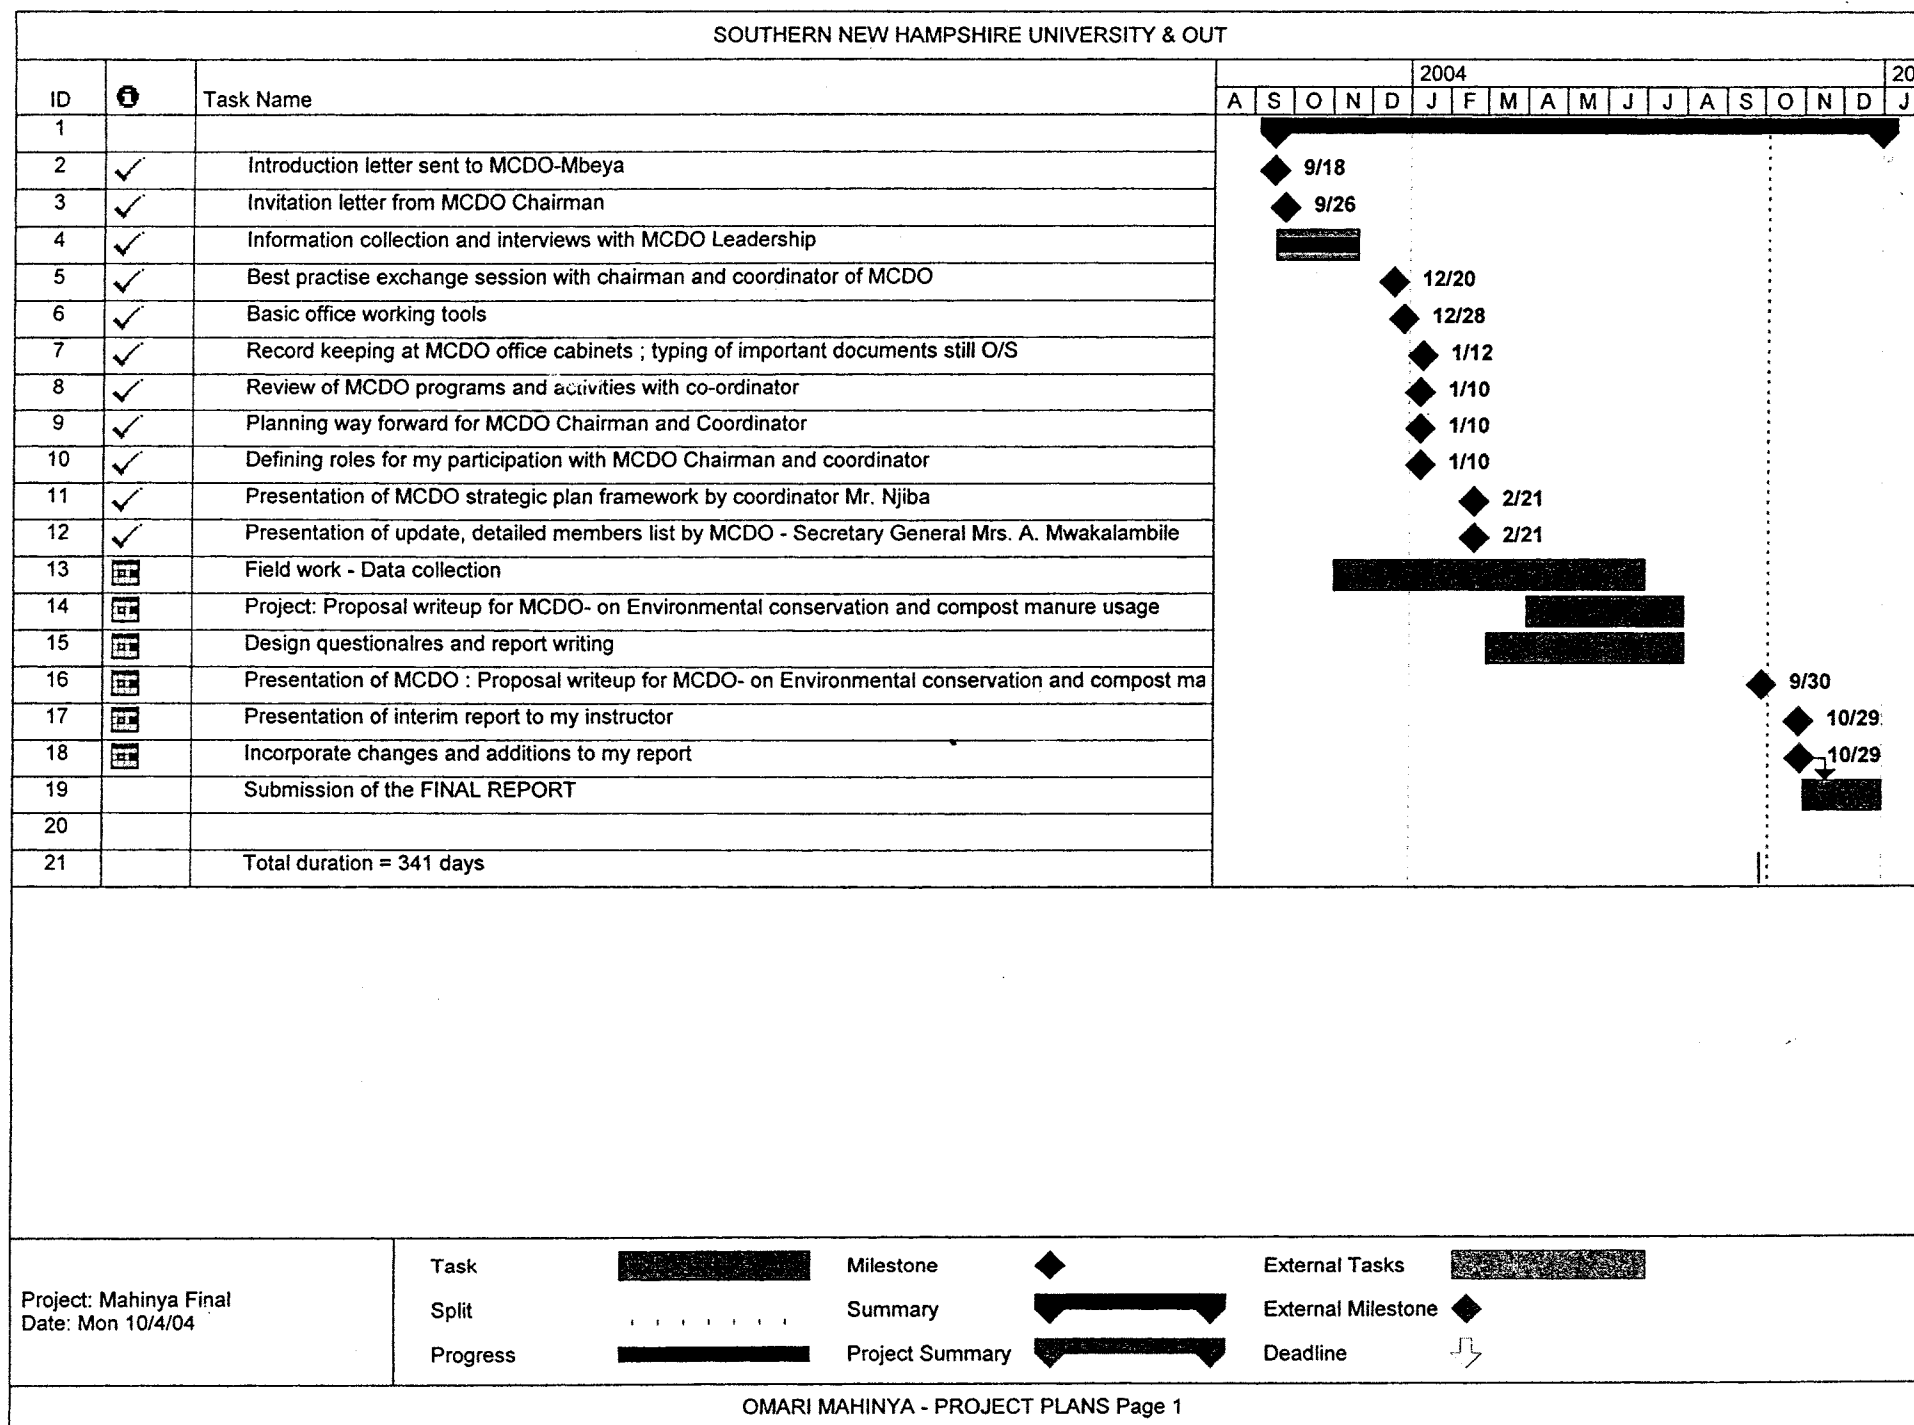 SOUTHERN NEW HAMPSHIRE UNIVERSITY & OUT
2004 20
ID Task Name A S O N D J F M A M J J A S O N D J
1
2 Introduction letter sent to MCDO-Mbeya 9/18
3 Invitation letter from MCDO Chairman 9/26
4 Information collection and interviews with MCDO Leadership
5 Best practise exchange session with chairman and coordinator of MCDO 12/20
6 Basic office working tools 12/28
7 Record keeping at MCDO office cabinets ; typing of important documents still O/S 1/12
8 Review of MCDO programs and activities with co-ordinator 1/10
9 Planning way forward for MCDO Chairman and Coordinator 1/10
10 Defining roles for my participation with MCDO Chairman and coordinator 1/10
11 Presentation of MCDO strategic plan framework by coordinator Mr. Njiba 2/21
12 Presentation of update, detailed members list by MCDO - Secretary General Mrs. A. Mwakalambile 2/21
13 Field work - Data collection
14 Project: Proposal writeup for MCDO- on Environmental conservation and compost manure usage
15 Design questionalres and report writing
16 Presentation of MCDO : Proposal writeup for MCDO- on Environmental conservation and compost ma 9/30
17 Presentation of interim report to my instructor 10/29
18 Incorporate changes and additions to my report 10/29
19 Submission of the FINAL REPORT
20
21 Total duration = 341 days
Project: Mahinya Final
Date: Mon 10/4/04
Task Milestone External Tasks
Split Summary External Milestone
Progress Project Summary Deadline
OMARI MAHINYA - PROJECT PLANS Page 1